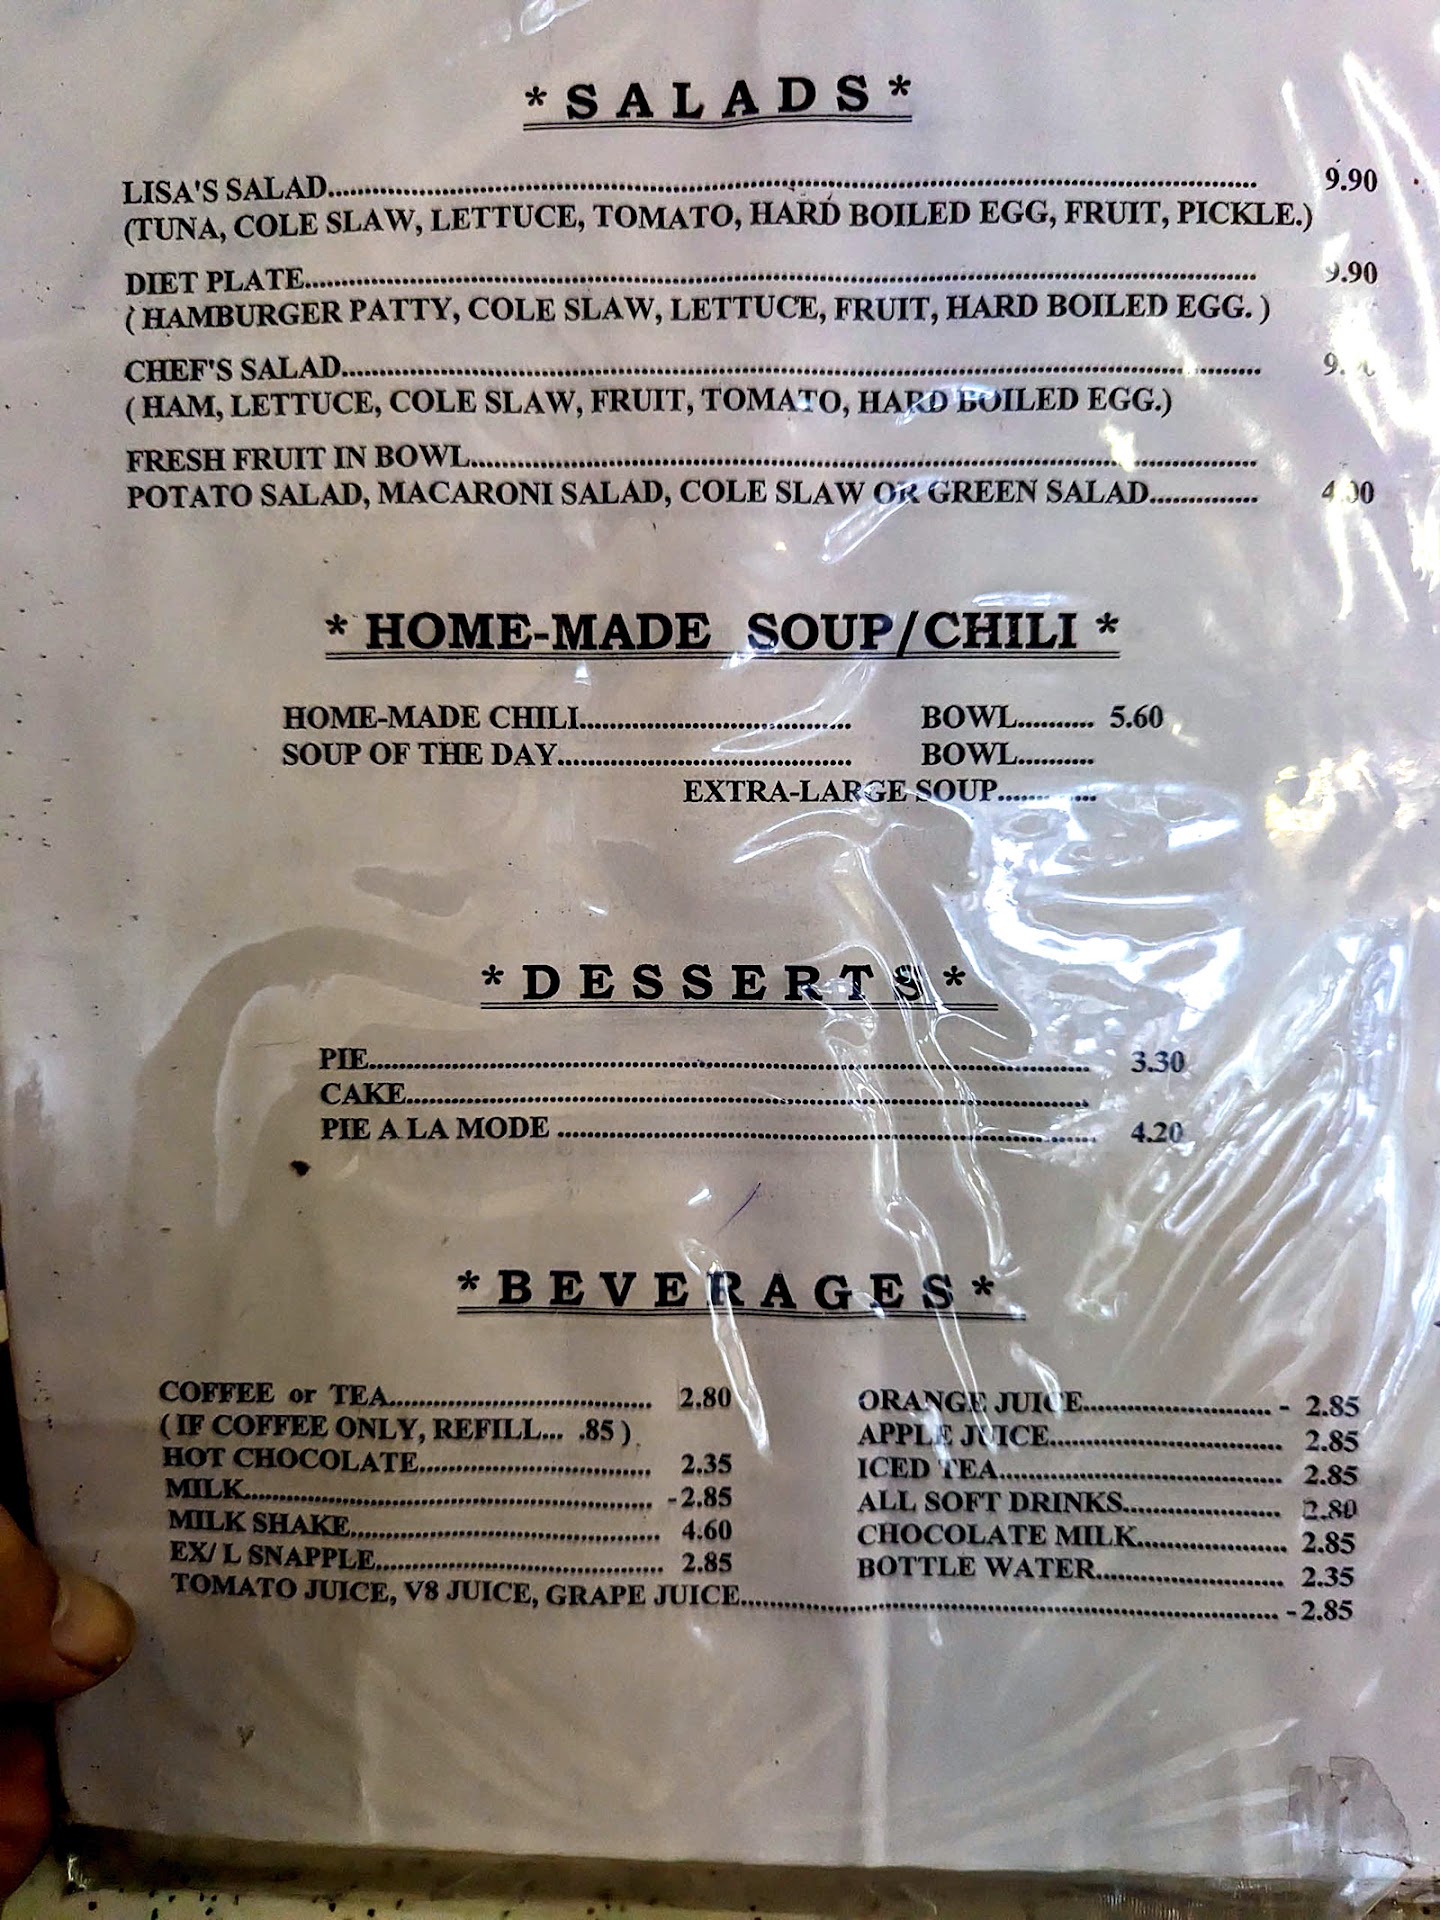 *SALADS*
LISA'S SALAD............ 9.90
(TUNA, COLE SLAW, LETTUCE, TOMATO, HARD BOILED EGG, FRUIT, PICKLE.)
DIET PLATE............ 9.90
( HAMBURGER PATTY, COLE SLAW, LETTUCE, FRUIT, HARD BOILED EGG. )
CHEF'S SALAD............
( HAM, LETTUCE, COLE SLAW, FRUIT, TOMATO, HARD BOILED EGG.)
FRESH FRUIT IN BOWL............
POTATO SALAD, MACARONI SALAD, COLE SLAW OR GREEN SALAD............
* HOME-MADE SOUP/CHILI *
HOME-MADE CHILI............ BOWL.......... 5.60
SOUP OF THE DAY............ BOWL..........
EXTRA-LARGE SOUP............
*DESSERTS*
PIE............ 3.30
CAKE............
PIE A LA MODE ............ 4.20
*BEVERAGES*
COFFEE or TEA............ 2.80
( IF COFFEE ONLY, REFILL... .85 )
HOT CHOCOLATE............ 2.35
MILK............ -2.85
MILK SHAKE............ 4.60
EX/ L SNAPPLE............ 2.85
ORANGE JUICE............ - 2.85
APPLE JUICE............ 2.85
ICED TEA............ 2.85
ALL SOFT DRINKS............ 2.80
CHOCOLATE MILK............ 2.85
BOTTLE WATER............ 2.35
TOMATO JUICE, V8 JUICE, GRAPE JUICE............ -2.85